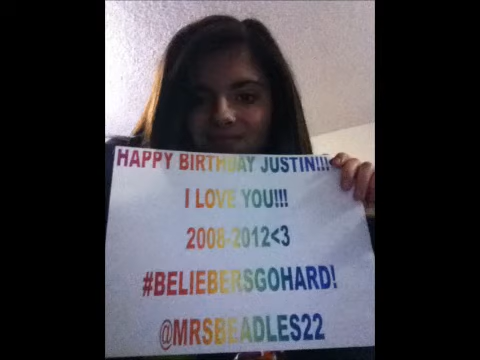 HAPPY BIRTHDAY JUSTIN!!!
I LOVE YOU!!!
2008-2012<3
#BELIEBERSGOHARD!
@MRSBEADLES22